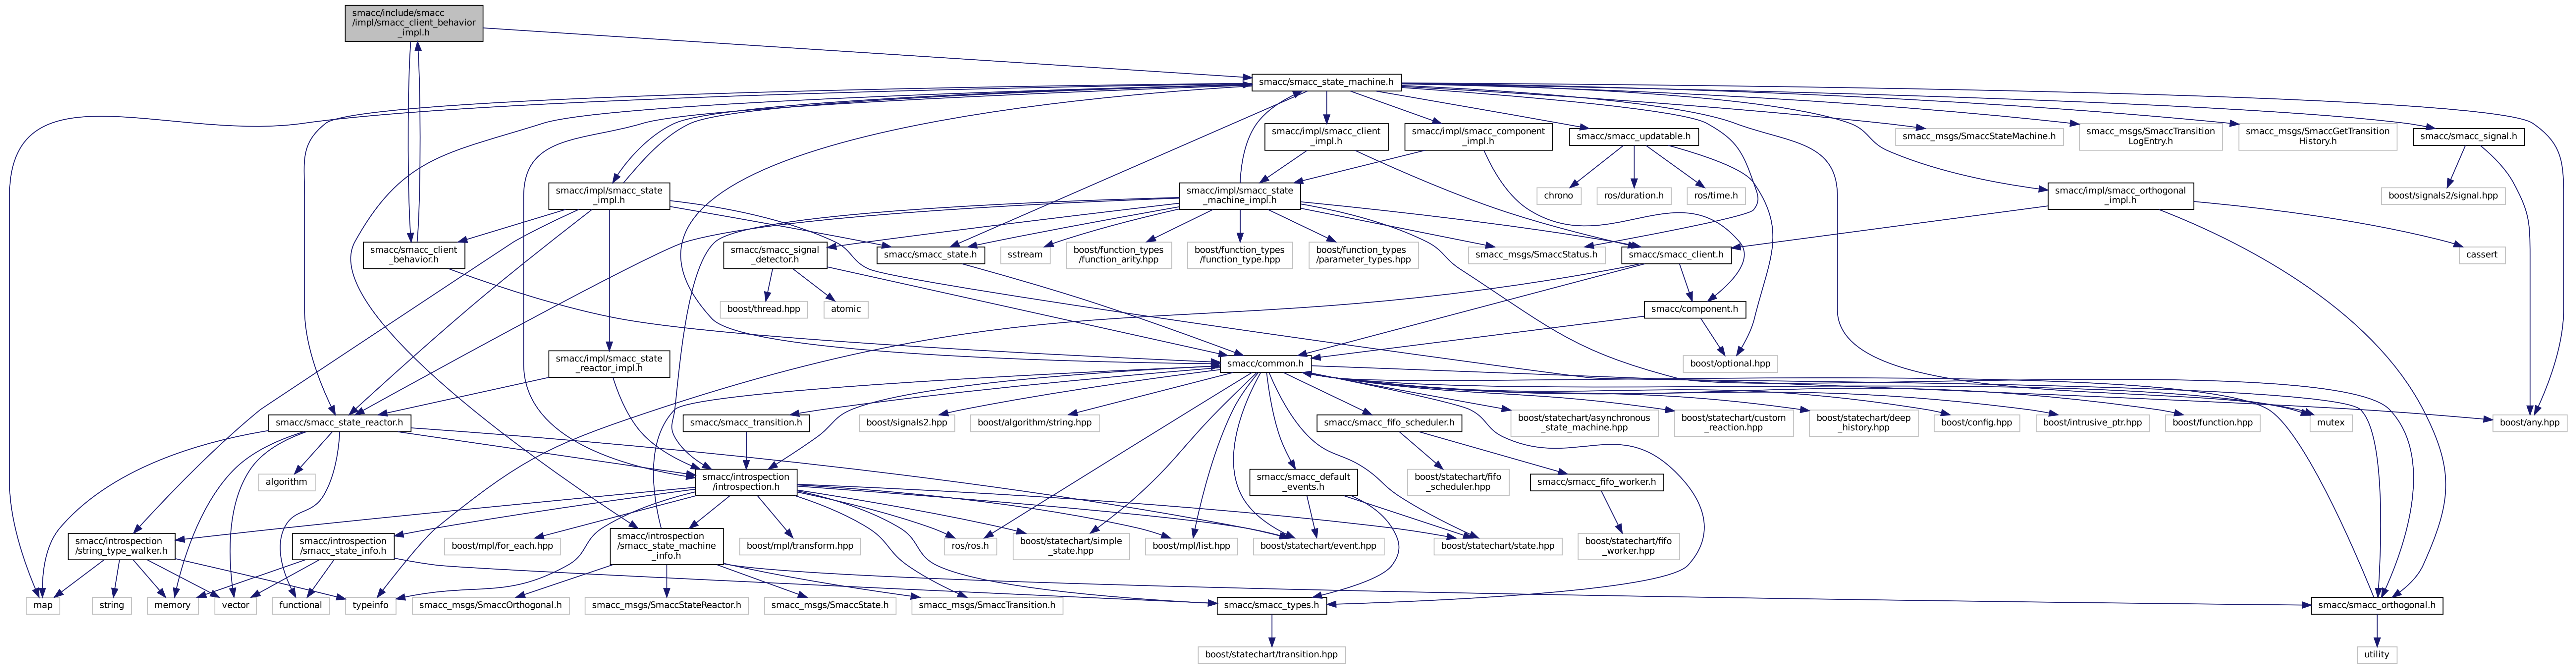 smacc/include/smacc
/impl/smacc_client_behavior
_impl.h
smacc/smacc_state_machine.h
smacc/impl/smacc_client
_impl.h
smacc/impl/smacc_component
_impl.h
smacc/smacc_updatable.h
smacc_msgs/SmaccStateMachine.h
smacc_msgs/SmaccTransition
LogEntry.h
smacc_msgs/SmaccGetTransition
History.h
smacc/smacc_signal.h
smacc/impl/smacc_state
_impl.h
smacc/impl/smacc_state
_machine_impl.h
chrono
ros/duration.h
ros/time.h
smacc/impl/smacc_orthogonal
_impl.h
boost/signals2/signal.hpp
smacc/smacc_client
_behavior.h
smacc/smacc_signal
_detector.h
smacc/smacc_state.h
sstream
boost/function_types
/function_arity.hpp
boost/function_types
/function_type.hpp
boost/function_types
/parameter_types.hpp
smacc_msgs/SmaccStatus.h
smacc/smacc_client.h
cassert
boost/thread.hpp
atomic
smacc/component.h
smacc/impl/smacc_state
_reactor_impl.h
smacc/common.h
boost/optional.hpp
smacc/smacc_state_reactor.h
smacc/smacc_transition.h
boost/signals2.hpp
boost/algorithm/string.hpp
smacc/smacc_fifo_scheduler.h
boost/statechart/asynchronous
_state_machine.hpp
boost/statechart/custom
_reaction.hpp
boost/statechart/deep
_history.hpp
boost/config.hpp
boost/intrusive_ptr.hpp
boost/function.hpp
mutex
boost/any.hpp
algorithm
smacc/introspection
/introspection.h
smacc/smacc_default
_events.h
boost/statechart/fifo
_scheduler.hpp
smacc/smacc_fifo_worker.h
smacc/introspection
/string_type_walker.h
smacc/introspection
/smacc_state_info.h
boost/mpl/for_each.hpp
smacc/introspection
/smacc_state_machine
_info.h
boost/mpl/transform.hpp
ros/ros.h
boost/statechart/simple
_state.hpp
boost/mpl/list.hpp
boost/statechart/event.hpp
boost/statechart/state.hpp
boost/statechart/fifo
_worker.hpp
map
string
memory
vector
functional
typeinfo
smacc_msgs/SmaccOrthogonal.h
smacc_msgs/SmaccStateReactor.h
smacc_msgs/SmaccState.h
smacc_msgs/SmaccTransition.h
smacc/smacc_types.h
smacc/smacc_orthogonal.h
boost/statechart/transition.hpp
utility